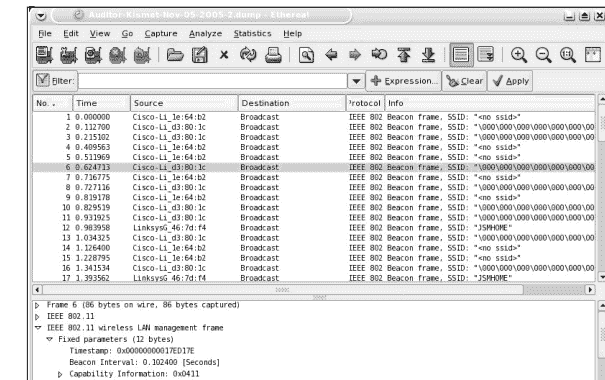 Auditor-Kismet-Nov-05-2005-2.dump - Ethereal
File Edit View Go Capture Analyze Statistics Help
Filter: Expression... Clear Apply
No. . Time Source Destination Protocol Info
1 0.000000 Cisco-Li_1e:64:b2 Broadcast IEEE 802 Beacon frame, SSID: "<no ssid>"
2 0.112700 Cisco-Li_d3:80:1c Broadcast IEEE 802 Beacon frame, SSID: "\000\000\000\000\000\000\00
3 0.215102 Cisco-Li_d3:80:1c Broadcast IEEE 802 Beacon frame, SSID: "\000\000\000\000\000\000\00
4 0.409563 Cisco-Li_1e:64:b2 Broadcast IEEE 802 Beacon frame, SSID: "<no ssid>"
5 0.511969 Cisco-Li_1e:64:b2 Broadcast IEEE 802 Beacon frame, SSID: "<no ssid>"
6 0.624713 Cisco-Li_d3:80:1c Broadcast IEEE 802 Beacon frame, SSID: "\000\000\000\000\000\000\00
7 0.716775 Cisco-Li_1e:64:b2 Broadcast IEEE 802 Beacon frame, SSID: "<no ssid>"
8 0.727116 Cisco-Li_d3:80:1c Broadcast IEEE 802 Beacon frame, SSID: "\000\000\000\000\000\000\00
9 0.819178 Cisco-Li_1e:64:b2 Broadcast IEEE 802 Beacon frame, SSID: "<no ssid>"
10 0.829519 Cisco-Li_d3:80:1c Broadcast IEEE 802 Beacon frame, SSID: "\000\000\000\000\000\000\00
11 0.931925 Cisco-Li_d3:80:1c Broadcast IEEE 802 Beacon frame, SSID: "\000\000\000\000\000\000\00
12 0.983958 LinksysG_46:7d:f4 Broadcast IEEE 802 Beacon frame, SSID: "JSMHOME"
13 1.034325 Cisco-Li_d3:80:1c Broadcast IEEE 802 Beacon frame, SSID: "\000\000\000\000\000\000\00
14 1.126400 Cisco-Li_1e:64:b2 Broadcast IEEE 802 Beacon frame, SSID: "<no ssid>"
15 1.228795 Cisco-Li_1e:64:b2 Broadcast IEEE 802 Beacon frame, SSID: "<no ssid>"
16 1.341534 Cisco-Li_d3:80:1c Broadcast IEEE 802 Beacon frame, SSID: "\000\000\000\000\000\000\00
17 1.393562 LinksysG_46:7d:f4 Broadcast IEEE 802 Beacon frame, SSID: "JSMHOME"
Frame 6 (86 bytes on wire, 86 bytes captured)
IEEE 802.11
IEEE 802.11 wireless LAN management frame
Fixed parameters (12 bytes)
Timestamp: 0x00000000017ED17E
Beacon Interval: 0.102400 [Seconds]
Capability Information: 0x0411